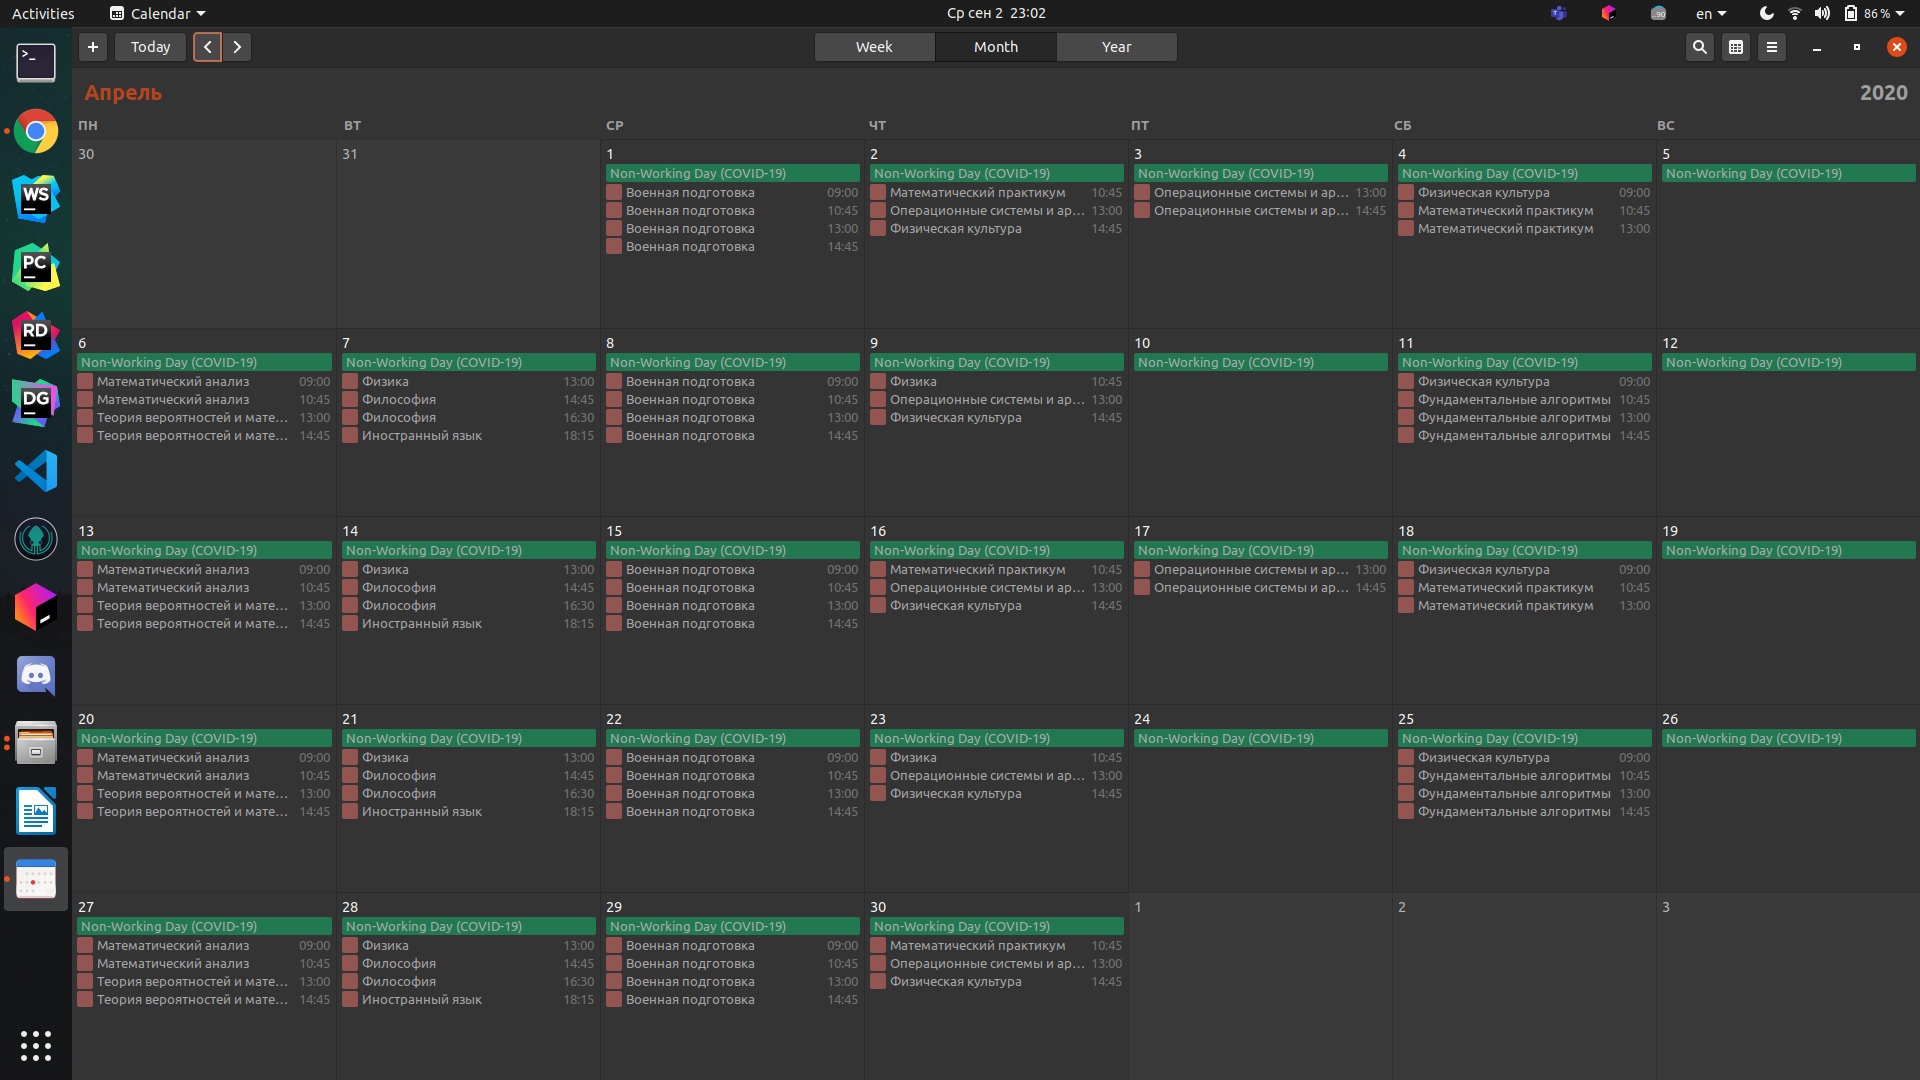 Activities Calendar Ср сен 2 23:02 en 86 %
Today Week Month Year
Апрель 2020
ПН ВТ СР ЧТ ПТ СБ ВС
30 31 1 2 3 4 5
Non-Working Day (COVID-19) Non-Working Day (COVID-19) Non-Working Day (COVID-19) Non-Working Day (COVID-19) Non-Working Day (COVID-19)
Военная подготовка 09:00 Математический практикум 10:45 Операционные системы и ар... 13:00 Физическая культура 09:00
Военная подготовка 10:45 Операционные системы и ар... 13:00 Операционные системы и ар... 14:45 Математический практикум 10:45
Военная подготовка 13:00 Физическая культура 14:45 Математический практикум 13:00
Военная подготовка 14:45
6 7 8 9 10 11 12
Non-Working Day (COVID-19) Non-Working Day (COVID-19) Non-Working Day (COVID-19) Non-Working Day (COVID-19) Non-Working Day (COVID-19) Non-Working Day (COVID-19) Non-Working Day (COVID-19)
Математический анализ 09:00 Физика 13:00 Военная подготовка 09:00 Физика 10:45 Физическая культура 09:00
Математический анализ 10:45 Философия 14:45 Военная подготовка 10:45 Операционные системы и ар... 13:00 Фундаментальные алгоритмы 10:45
Теория вероятностей и мате... 13:00 Философия 16:30 Военная подготовка 13:00 Физическая культура 14:45 Фундаментальные алгоритмы 13:00
Теория вероятностей и мате... 14:45 Иностранный язык 18:15 Военная подготовка 14:45 Фундаментальные алгоритмы 14:45
13 14 15 16 17 18 19
Non-Working Day (COVID-19) Non-Working Day (COVID-19) Non-Working Day (COVID-19) Non-Working Day (COVID-19) Non-Working Day (COVID-19) Non-Working Day (COVID-19) Non-Working Day (COVID-19)
Математический анализ 09:00 Физика 13:00 Военная подготовка 09:00 Математический практикум 10:45 Операционные системы и ар... 13:00 Физическая культура 09:00
Математический анализ 10:45 Философия 14:45 Военная подготовка 10:45 Операционные системы и ар... 13:00 Операционные системы и ар... 14:45 Математический практикум 10:45
Теория вероятностей и мате... 13:00 Философия 16:30 Военная подготовка 13:00 Физическая культура 14:45 Математический практикум 13:00
Теория вероятностей и мате... 14:45 Иностранный язык 18:15 Военная подготовка 14:45
20 21 22 23 24 25 26
Non-Working Day (COVID-19) Non-Working Day (COVID-19) Non-Working Day (COVID-19) Non-Working Day (COVID-19) Non-Working Day (COVID-19) Non-Working Day (COVID-19) Non-Working Day (COVID-19)
Математический анализ 09:00 Физика 13:00 Военная подготовка 09:00 Физика 10:45 Физическая культура 09:00
Математический анализ 10:45 Философия 14:45 Военная подготовка 10:45 Операционные системы и ар... 13:00 Фундаментальные алгоритмы 10:45
Теория вероятностей и мате... 13:00 Философия 16:30 Военная подготовка 13:00 Физическая культура 14:45 Фундаментальные алгоритмы 13:00
Теория вероятностей и мате... 14:45 Иностранный язык 18:15 Военная подготовка 14:45 Фундаментальные алгоритмы 14:45
27 28 29 30 1 2 3
Non-Working Day (COVID-19) Non-Working Day (COVID-19) Non-Working Day (COVID-19) Non-Working Day (COVID-19)
Математический анализ 09:00 Физика 13:00 Военная подготовка 09:00 Математический практикум 10:45
Математический анализ 10:45 Философия 14:45 Военная подготовка 10:45 Операционные системы и ар... 13:00
Теория вероятностей и мате... 13:00 Философия 16:30 Военная подготовка 13:00 Физическая культура 14:45
Теория вероятностей и мате... 14:45 Иностранный язык 18:15 Военная подготовка 14:45
WS
PC
RD
DG